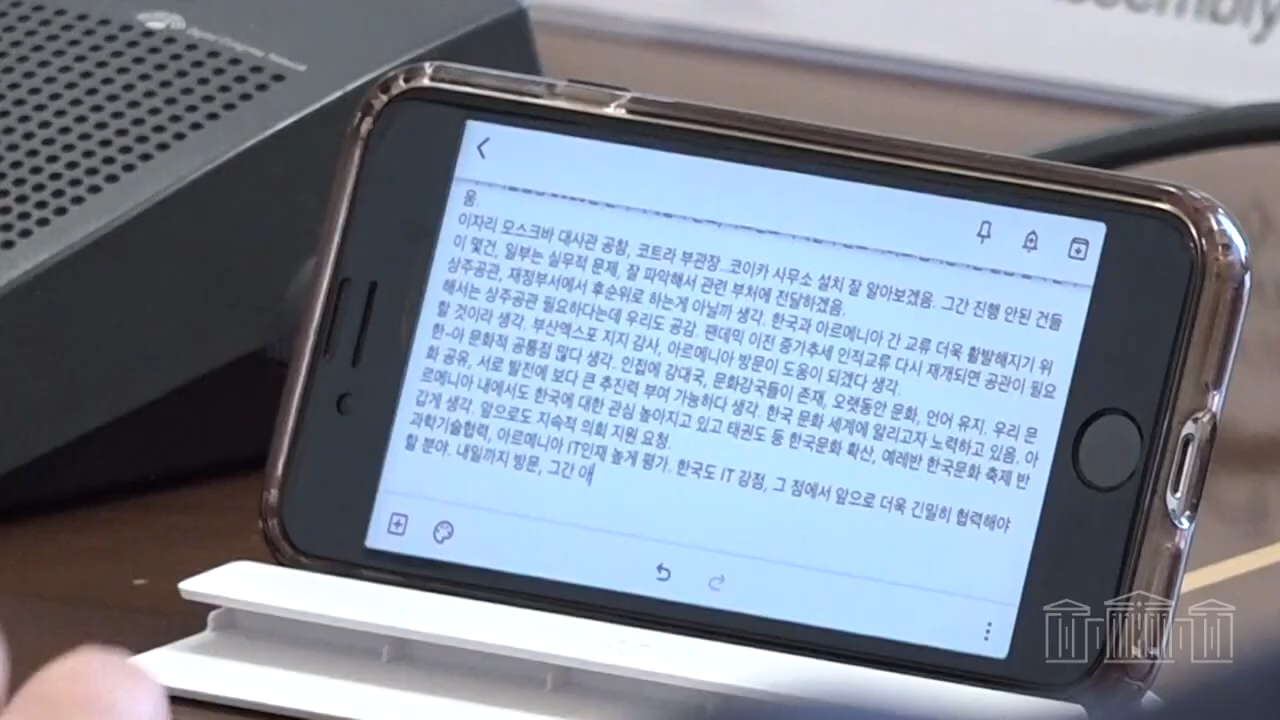 ssembly
움.
이자리 모스크바 대사관 공참, 코트라 부관장.. 코이카 사무소 설치 잘 알아보겠음. 그간 진행 안된 건들
이 몇건, 일부는 실무적 문제, 잘 파악해서 관련 부처에 전달하겠음.
상주공관, 재정부서에서 후순위로 하는게 아닐까 생각. 한국과 아르메니아 간 교류 더욱 활발해지기 위
해서는 상주공관 필요하다는데 우리도 공감. 팬데믹 이전 증가추세 인적교류 다시 재개되면 공관이 필요
할 것이라 생각. 부산엑스포 지지 감사, 아르메니아 방문이 도움이 되겠다 생각.
한-아 문화적 공통점 많다 생각.. 인접에 강대국, 문화강국들이 존재, 오랫동안 문화, 언어 유지. 우리 문
화 공유, 서로 발전에 보다 큰 추진력 부여 가능하다 생각. 한국 문화 세계에 알리고자 노력하고 있음. 아
르메니아 내에서도 한국에 대한 관심 높아지고 있고 태권도 등 한국문화 확산, 예레반 한국문화 축제 반
갑게 생각. 앞으로도 지속적 의회 지원 요청.
과학기술협력, 아르메니아 IT인재 높게 평가. 한국도 IT 강점, 그 점에서 앞으로 더욱 긴밀히 협력해야
할 분야. 내일까지 방문, 그간 애